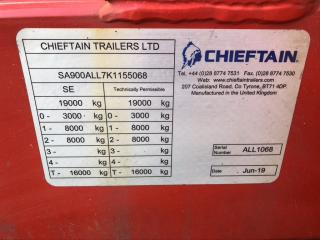 CHIEFTAIN TRAILERS LTD
SA900ALL7K1155068
SE Technically Permissible
19000 kg 19000 kg
0 - 3000 kg 0 - 3000 kg
1 - 8000 kg 1 - 8000 kg
2 - 8000 kg 2 - 8000 kg
3 - kg 3 - kg
4 - kg 4 - kg
T - 16000 kg T - 16000 kg
CHIEFTAIN
Tel. +44 (0)28 8774 7531 Fax. +44 (0)28 8774 7530
chieftaintrailers.com
207 Coalisland Road, Co Tyrone, BT71 4DP
Manufactured in the United Kingdom
Serial Number ALL1068
Date Jun-19